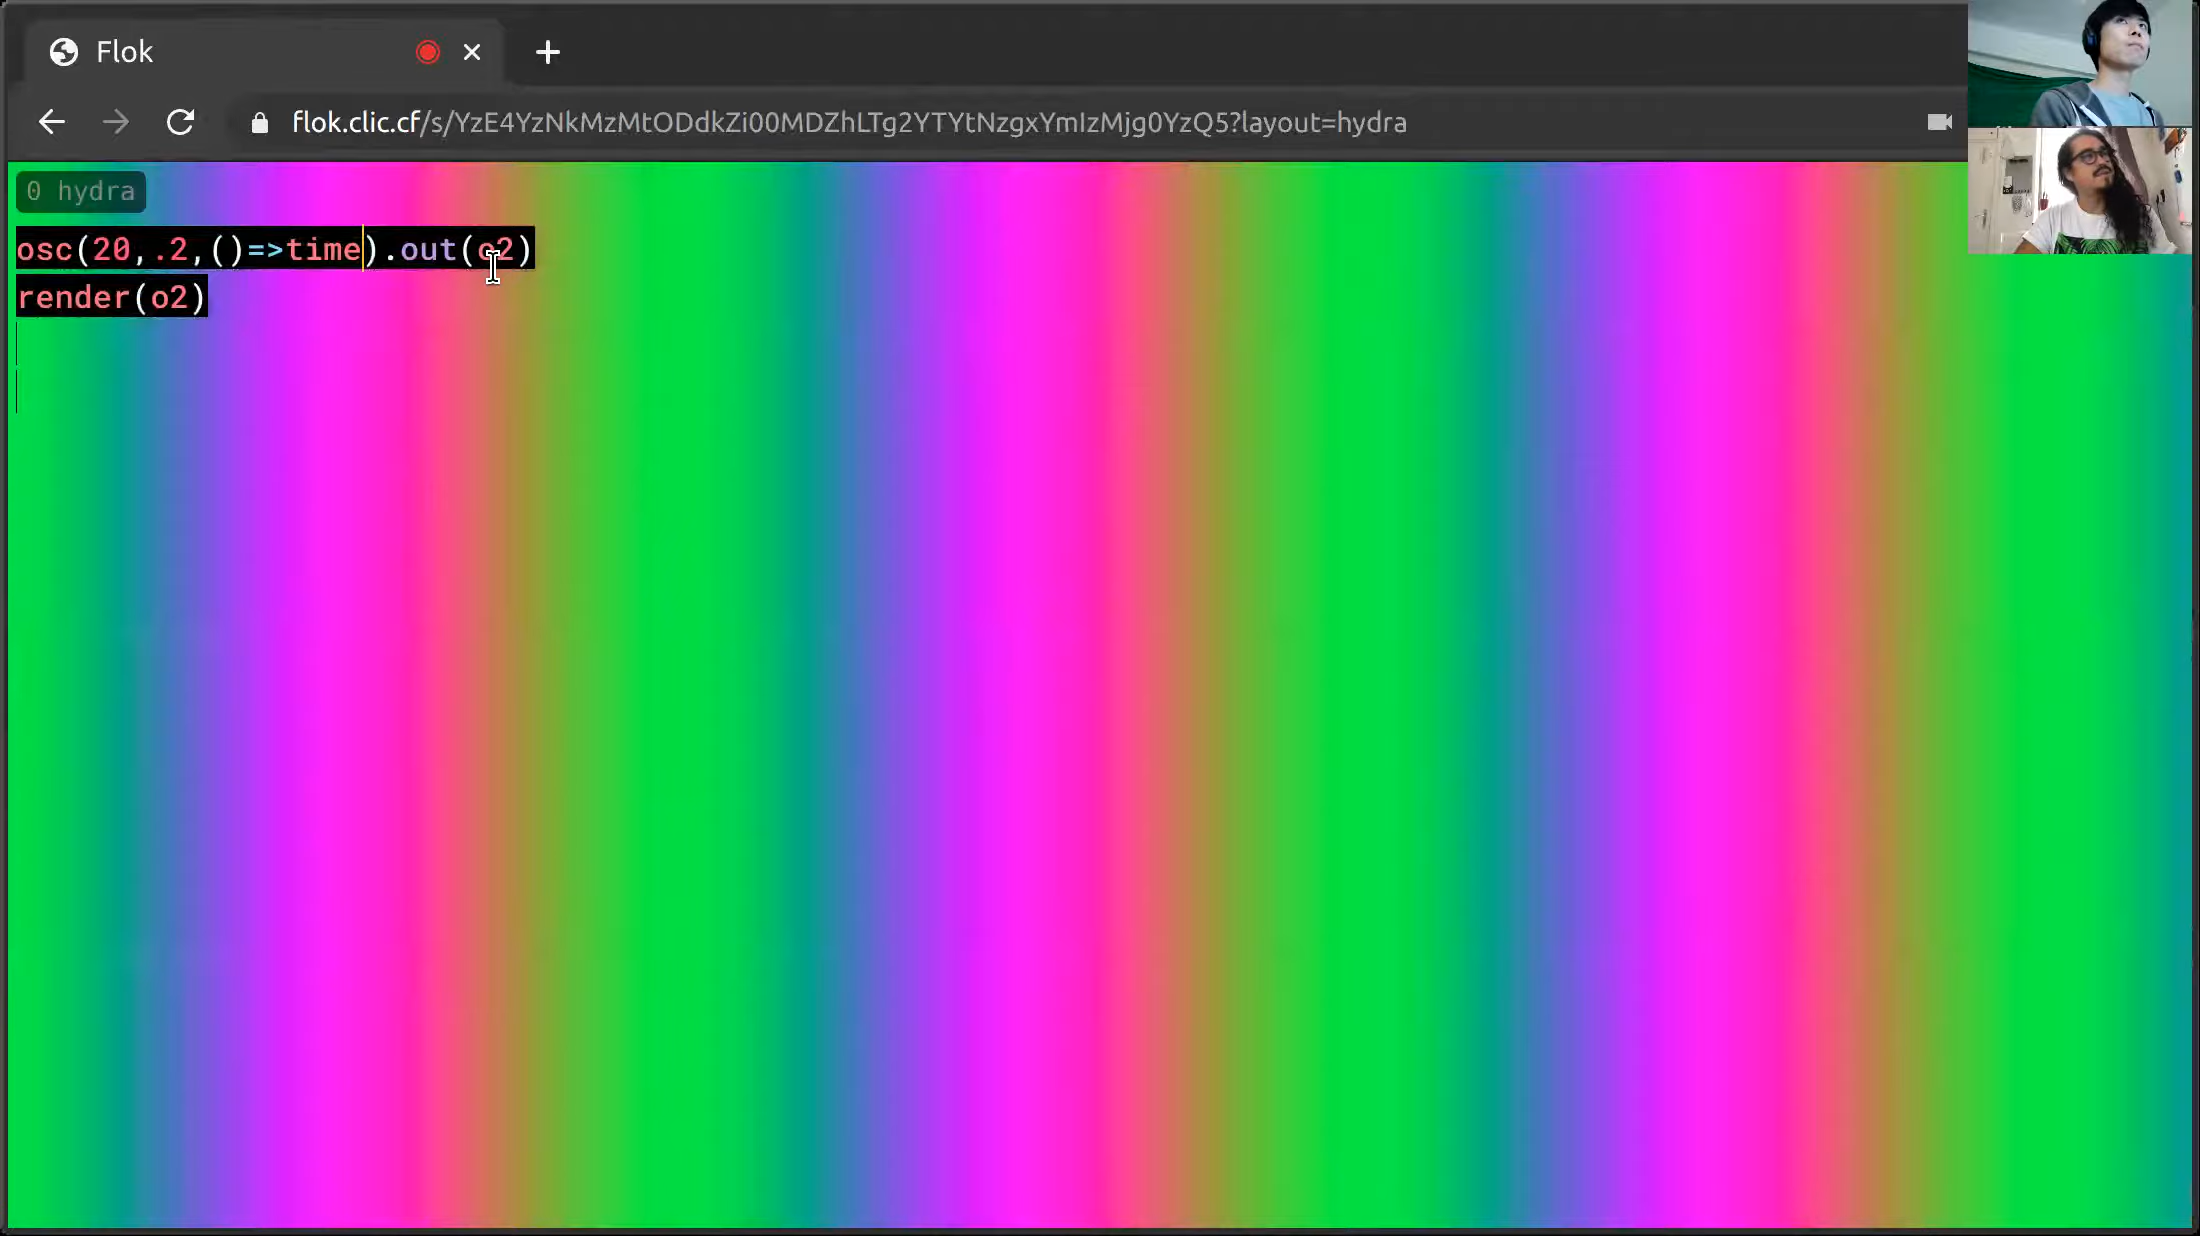 Flok
flok.clic.cf/s/YzE4YzNkMzMtODdkZi00MDZhLTg2YTYtNzgxYmIzMjg0YzQ5?layout=hydra
0 hydra
osc(20,.2,()=>time).out(o2)
render(o2)